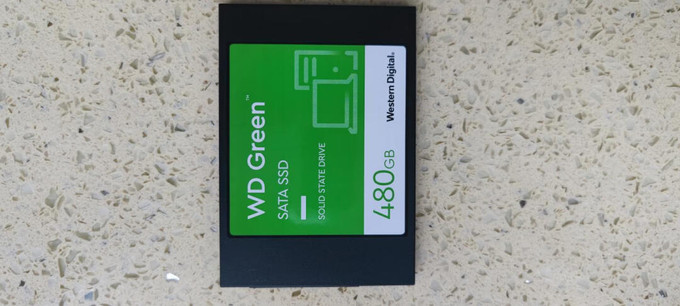 WD Green™
SATA SSD
SOLID STATE DRIVE
480GB
Western Digital®